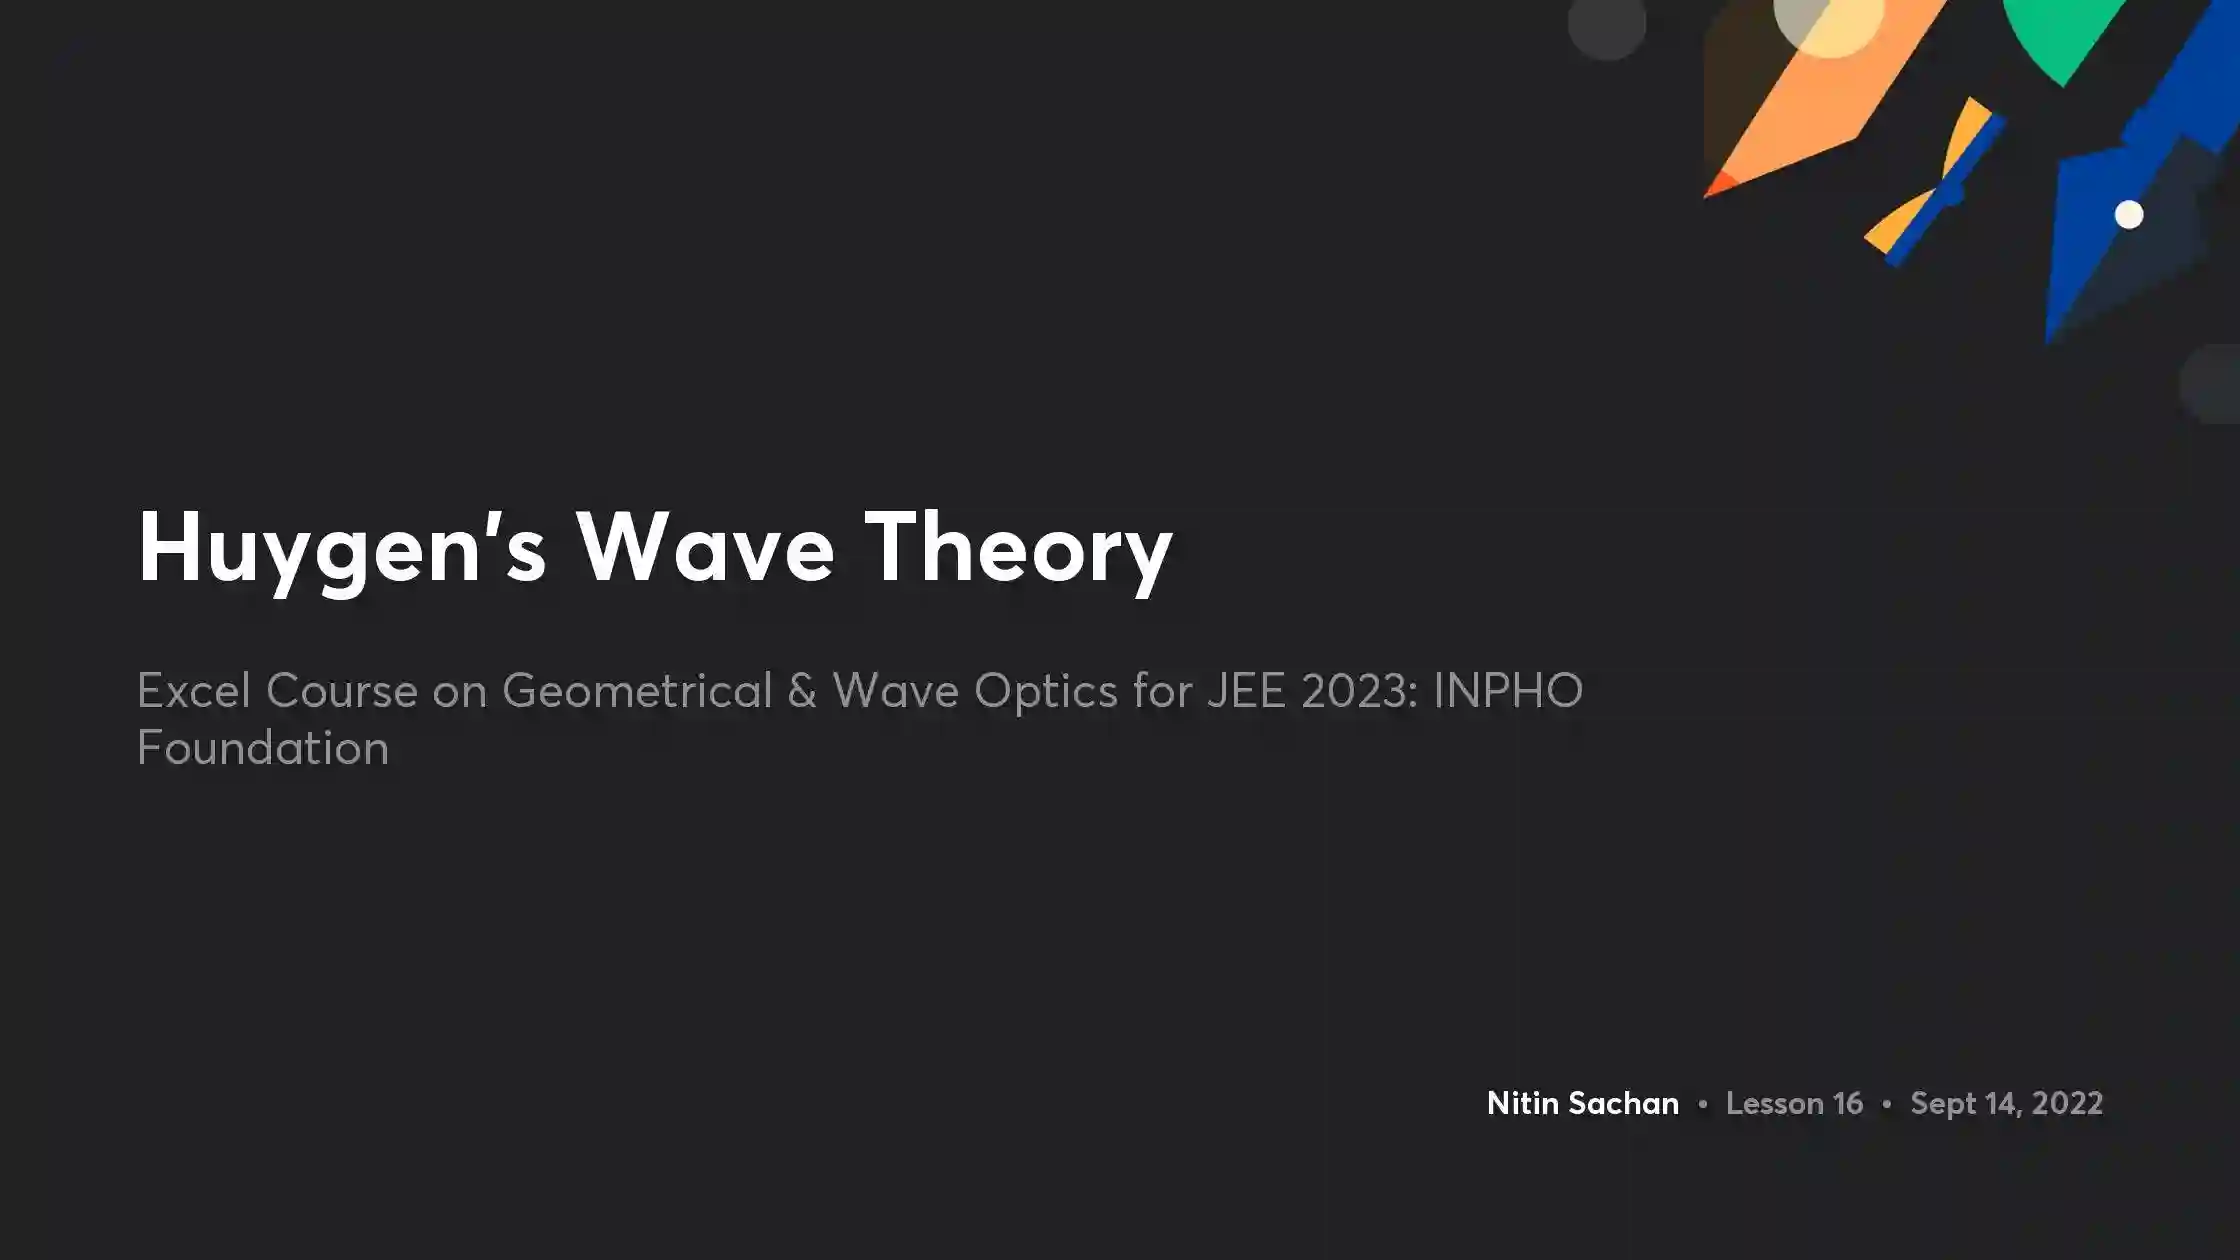 Huygen's Wave Theory
Excel Course on Geometrical & Wave Optics for JEE 2023: INPHO
Foundation
Nitin Sachan • Lesson 16 • Sept 14, 2022